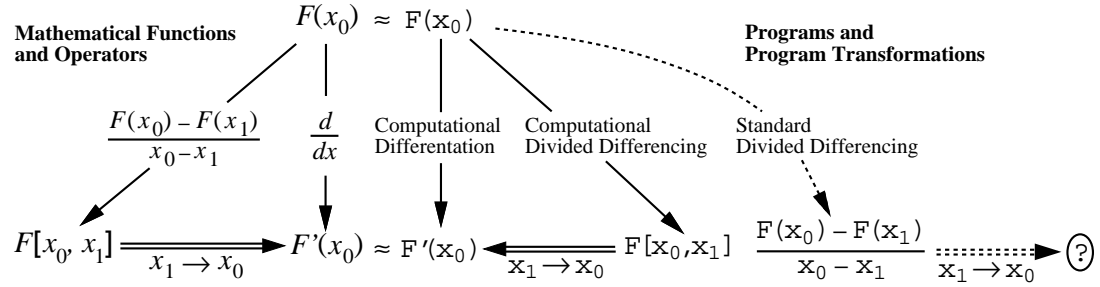 F(x₀) ≈ F(x₀)
Mathematical Functions
and Operators
Programs and
Program Transformations
F(x₀) – F(x₁)
x₀ – x₁
d
dx
Computational
Differentation
Computational
Divided Differencing
Standard
Divided Differencing
F[x₀, x₁]
x₁ → x₀
F'(x₀) ≈ F'(x₀)
x₁ → x₀
F[x₀,x₁]
F(x₀) – F(x₁)
x₀ – x₁
x₁ → x₀
?